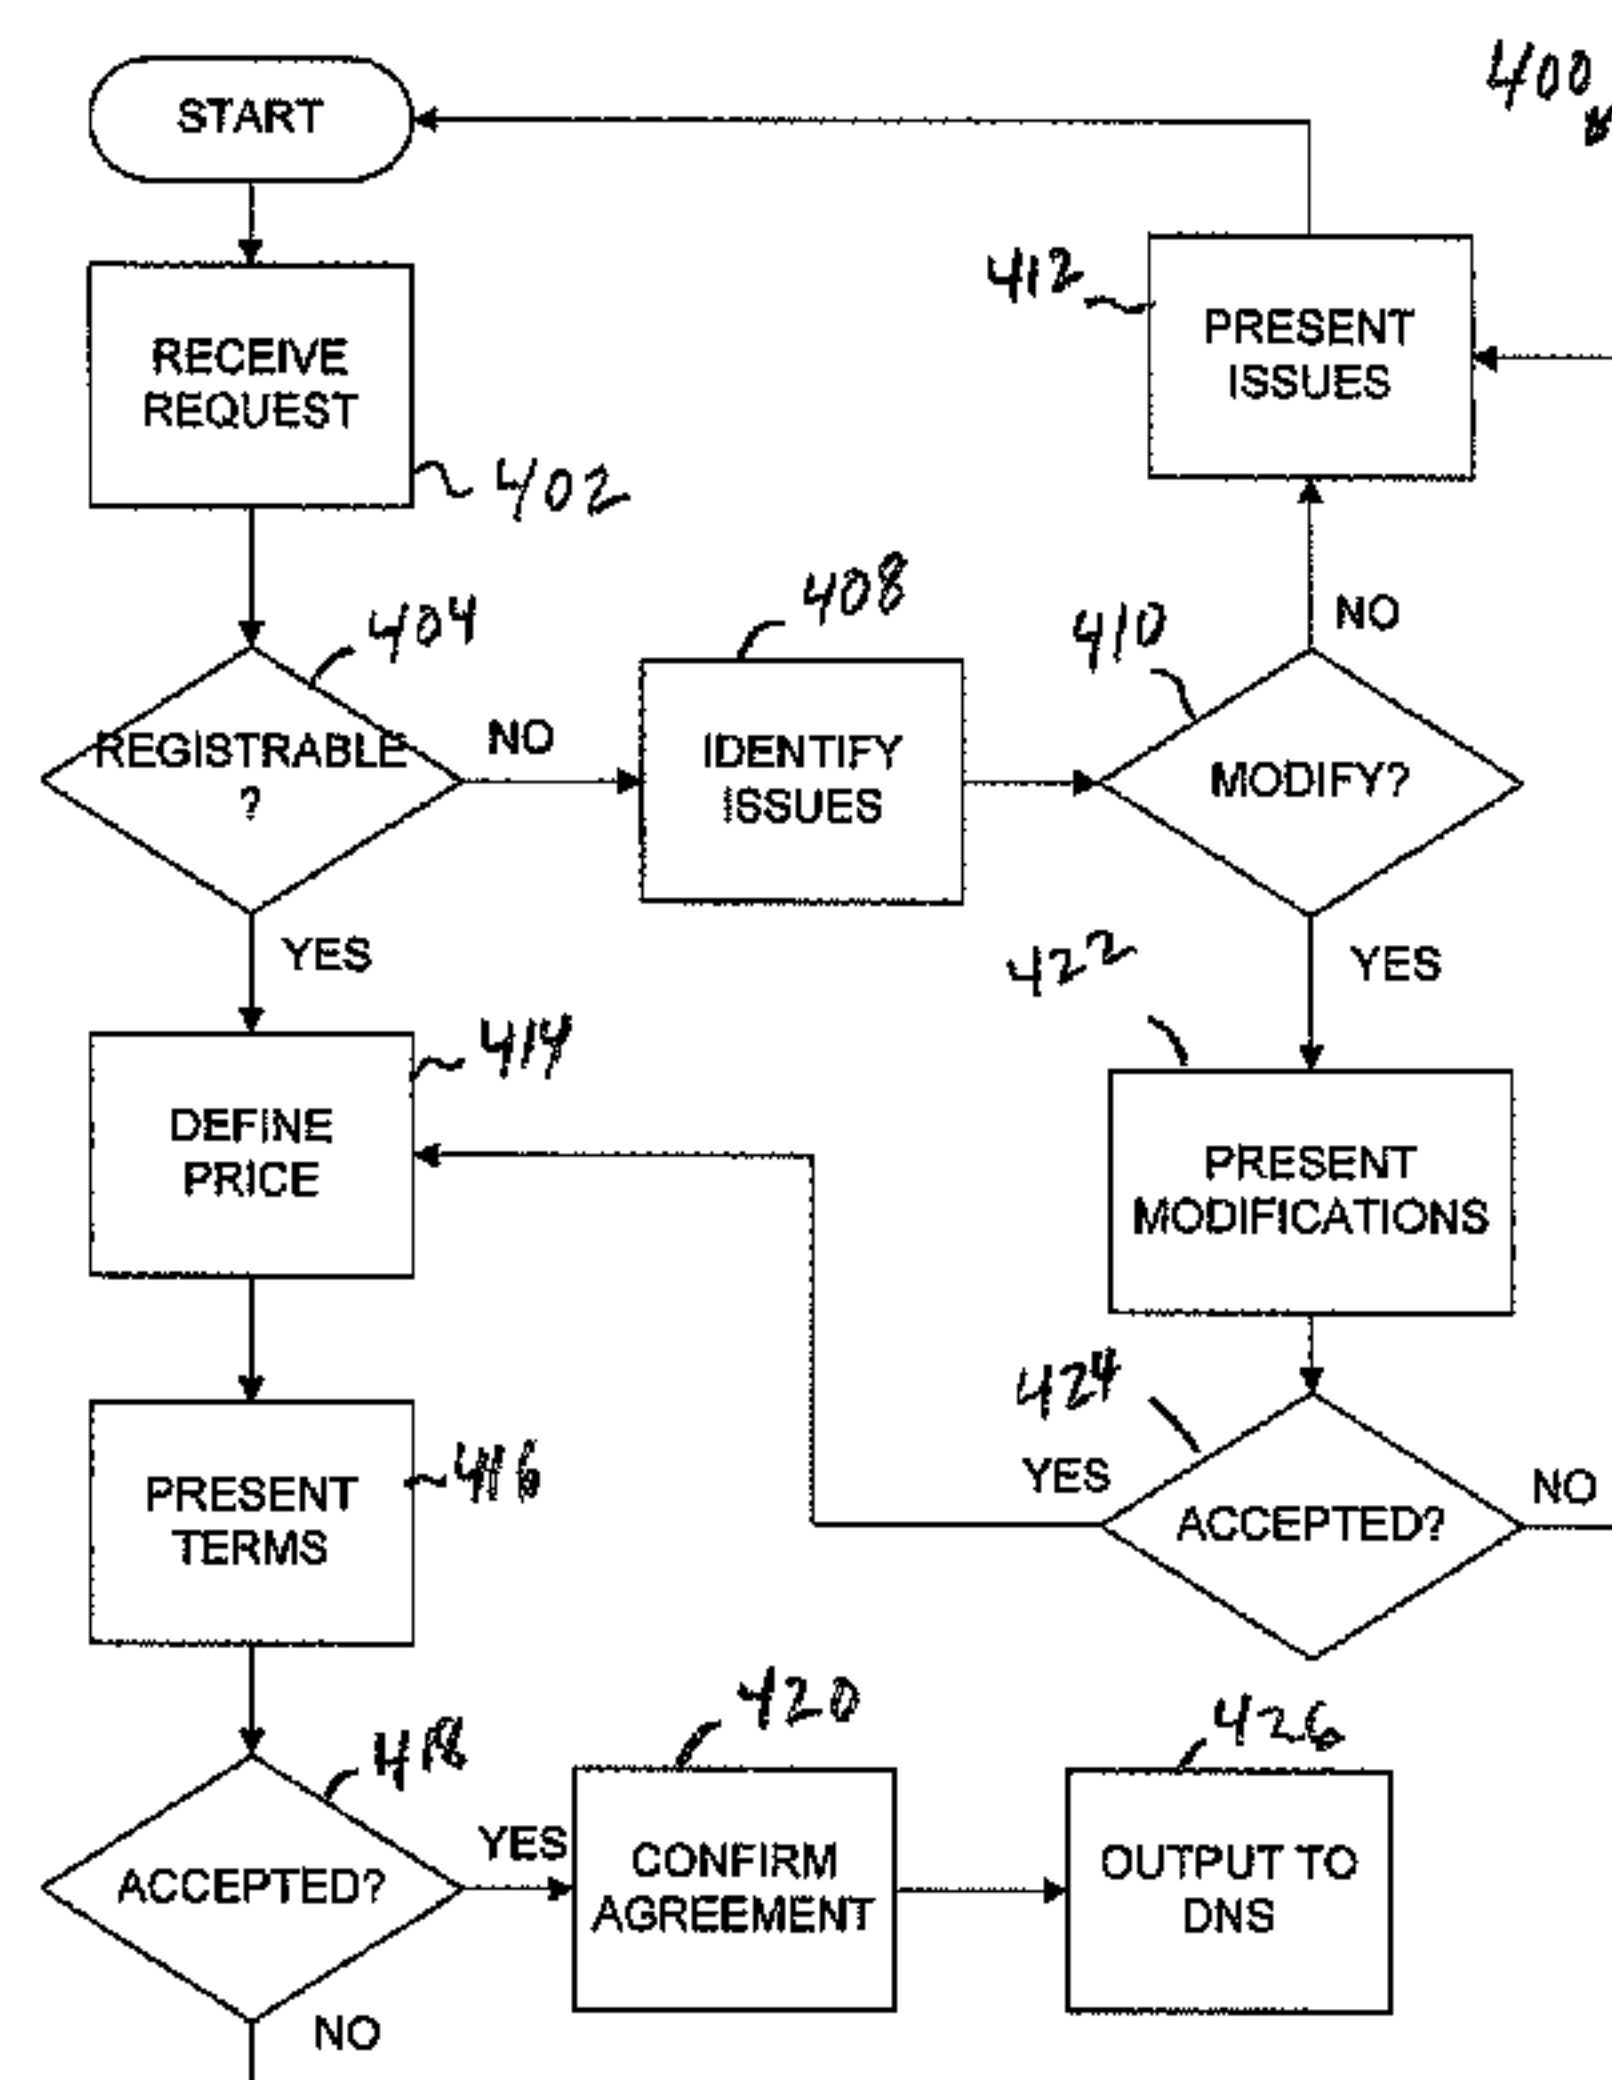 START
400
RECEIVE
REQUEST
402
412
PRESENT
ISSUES
404
REGISTRABLE
?
NO
408
IDENTIFY
ISSUES
410
MODIFY?
NO
YES
YES
414
DEFINE
PRICE
422
PRESENT
MODIFICATIONS
416
PRESENT
TERMS
424
YES
ACCEPTED?
NO
418
ACCEPTED?
YES
NO
420
CONFIRM
AGREEMENT
426
OUTPUT TO
DNS